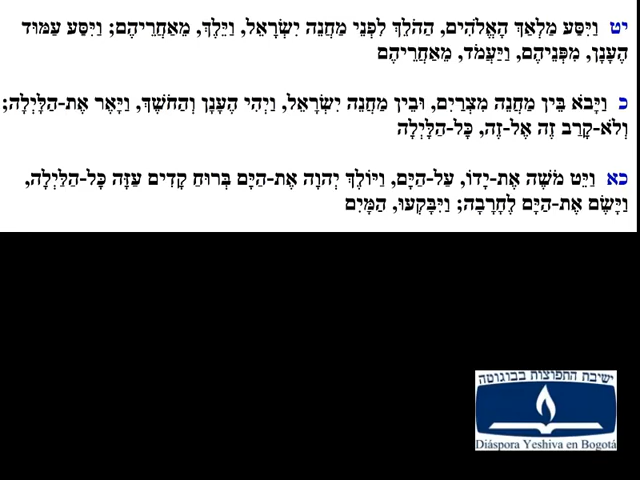 יט וַיִּסַּע מַלְאַךְ הָאֱלֹהִים, הַהֹלֵךְ לִפְנֵי מַחֲנֵה יִשְׂרָאֵל, וַיֵּלֶךְ, מֵאַחֲרֵיהֶם; וַיִּסַּע עַמּוּד
הֶעָנָן, מִפְּנֵיהֶם, וַיַּעֲמֹד, מֵאַחֲרֵיהֶם
כ וַיָּבֹא בֵּין מַחֲנֵה מִצְרַיִם, וּבֵין מַחֲנֵה יִשְׂרָאֵל, וַיְהִי הֶעָנָן וְהַחֹשֶׁךְ, וַיָּאֶר אֶת-הַלָּיְלָה;
וְלֹא-קָרַב זֶה אֶל-זֶה, כָּל-הַלָּיְלָה
כא וַיֵּט מֹשֶׁה אֶת-יָדוֹ, עַל-הַיָּם, וַיּוֹלֶךְ יְהוָה אֶת-הַיָּם בְּרוּחַ קָדִים עַזָּה כָּל-הַלַּיְלָה,
וַיָּשֶׂם אֶת-הַיָּם לֶחָרָבָה; וַיִּבָּקְעוּ, הַמָּיִם
ישיבת התפוצות בבוגוטה
Diáspora Yeshiva en Bogotá